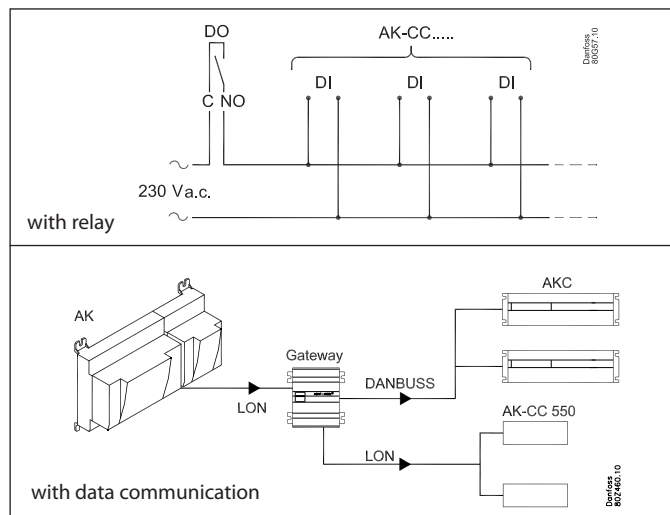 DO
AK-CC.....
Danfoss
80G57.10
DI
DI
DI
C NO
230 Va.c.
with relay
AK
AKC
Gateway
DANBUSS
LON
AK-CC 550
LON
with data communication
Danfoss
80Z460.10